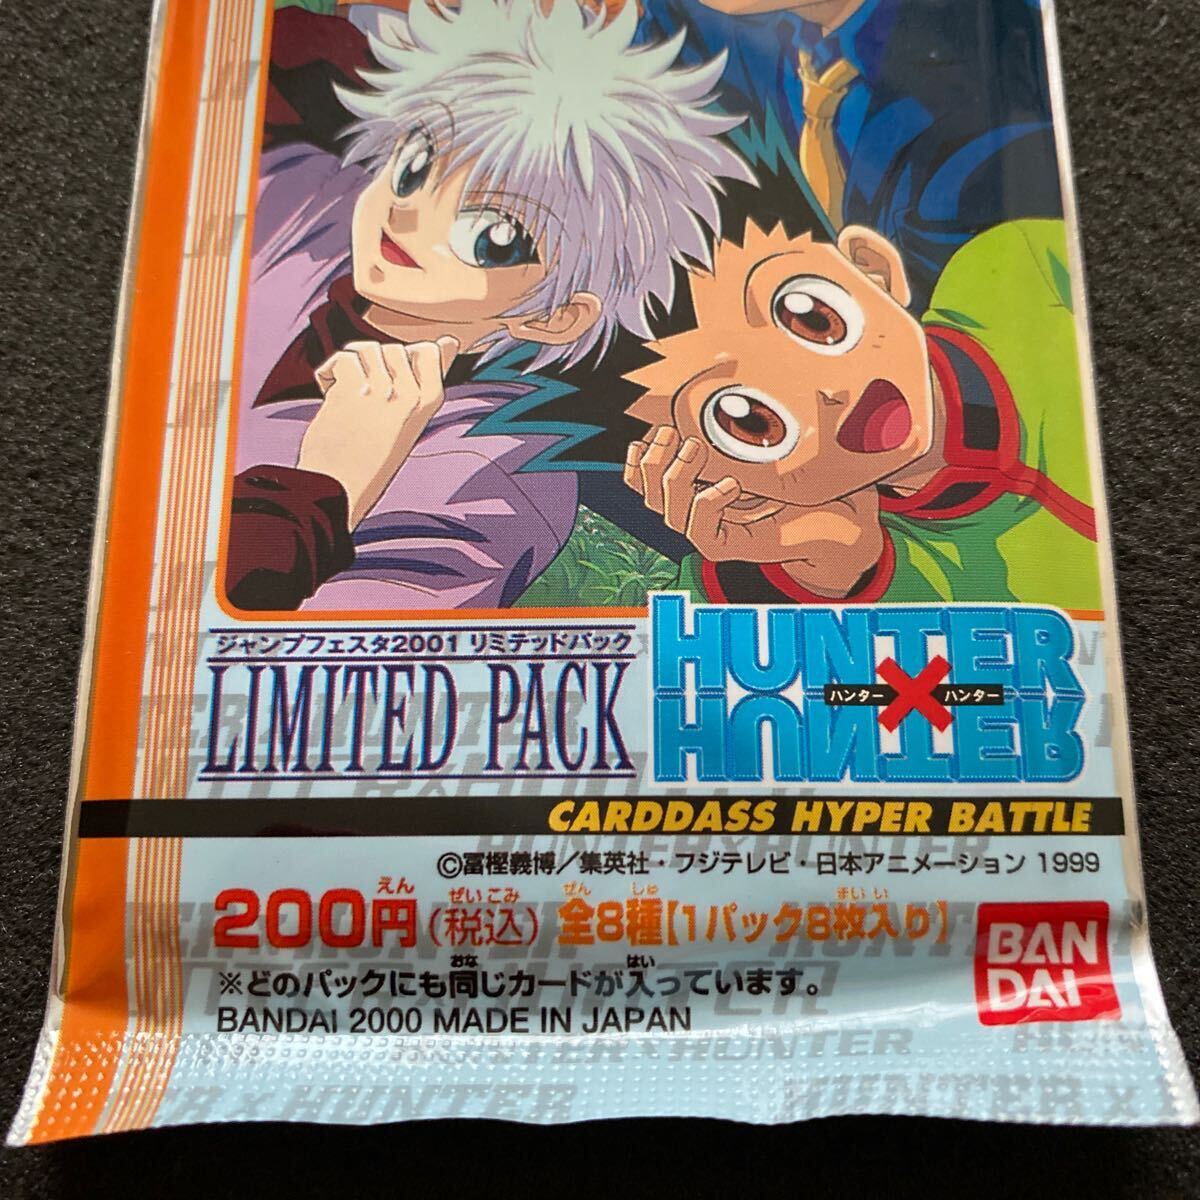 ジャンプフェスタ2001 リミテッドパック
LIMITED PACK
HUNTER
ハンター×ハンター
HUNTER
CARDDASS HYPER BATTLE
©冨樫義博／集英社・フジテレビ・日本アニメーション 1999
えん ぜいこみ ぜん しゅ まいい
200円(税込) 全8種【1パック8枚入り】
おな はい
※どのパックにも同じカードが入っています。
BANDAI 2000 MADE IN JAPAN
BAN
DAI
HUNTER×HUNTER
ER×HUNTER